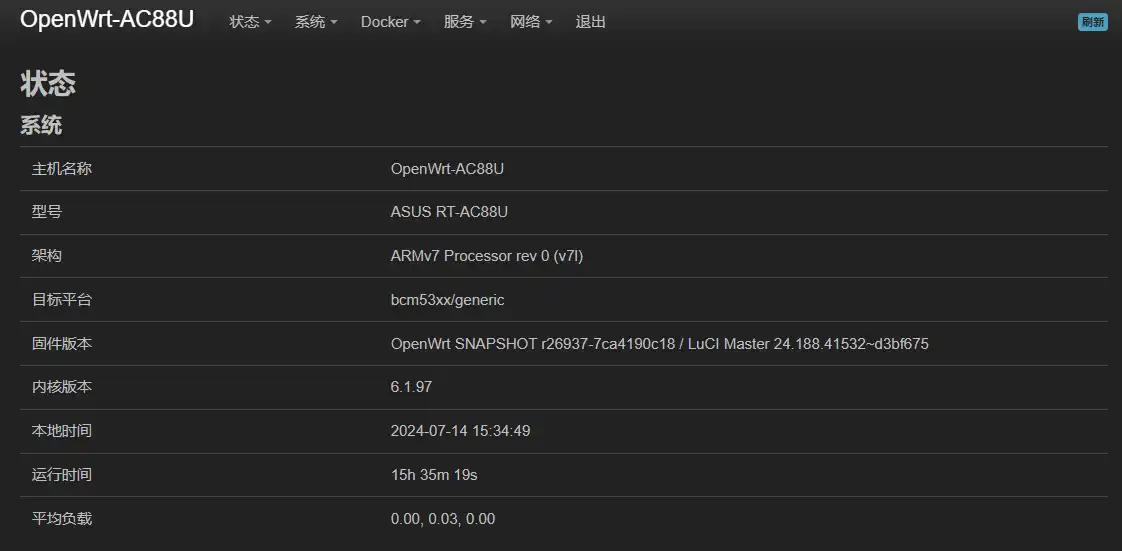 OpenWrt-AC88U 状态 系统 Docker 服务 网络 退出 刷新
状态
系统
主机名称 OpenWrt-AC88U
型号 ASUS RT-AC88U
架构 ARMv7 Processor rev 0 (v7l)
目标平台 bcm53xx/generic
固件版本 OpenWrt SNAPSHOT r26937-7ca4190c18 / LuCI Master 24.188.41532~d3bf675
内核版本 6.1.97
本地时间 2024-07-14 15:34:49
运行时间 15h 35m 19s
平均负载 0.00, 0.03, 0.00